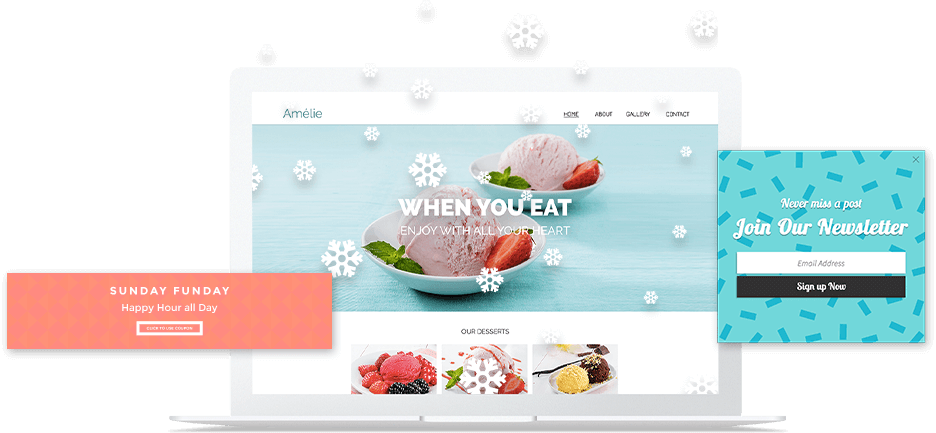 Amélie
HOME ABOUT GALLERY CONTACT
WHEN YOU EAT
ENJOY WITH ALL YOUR HEART
OUR DESSERTS
SUNDAY FUNDAY
Happy Hour all Day
CLICK TO USE COUPON
Never miss a post
Join Our Newsletter
Email Address
Sign up Now